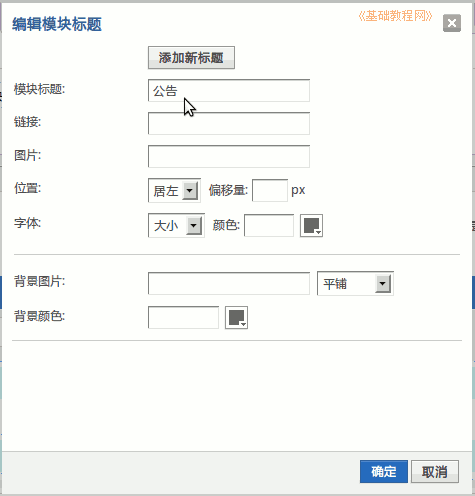 编辑模块标题
《基础教程网》
添加新标题
模块标题: 公告
链接:
图片:
位置: 居左 偏移量: px
字体: 大小 颜色:
背景图片: 平铺
背景颜色:
确定 取消